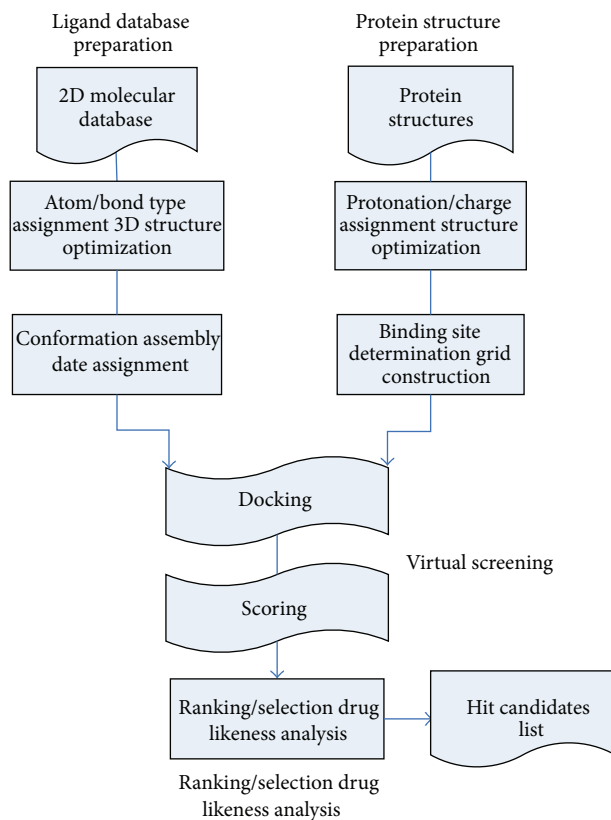 Ligand database
preparation
Protein structure
preparation
2D molecular
database
Protein
structures
Atom/bond type
assignment 3D structure
optimization
Protonation/charge
assignment structure
optimization
Conformation assembly
date assignment
Binding site
determination grid
construction
Docking
Virtual screening
Scoring
Ranking/selection drug
likeness analysis
Hit candidates
list
Ranking/selection drug
likeness analysis